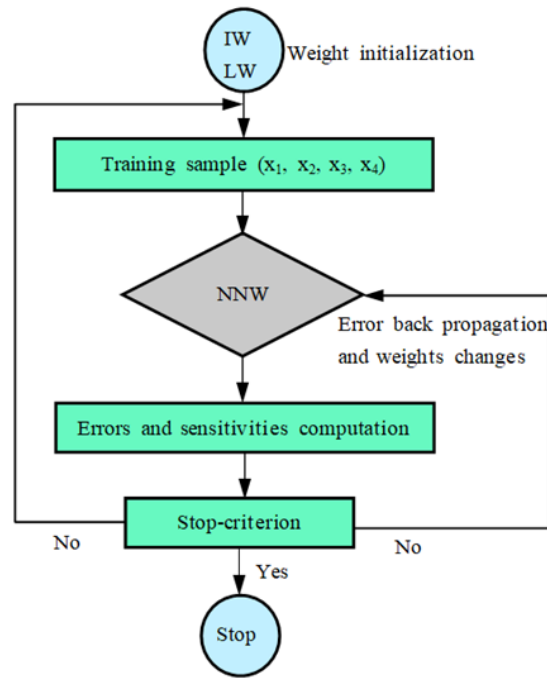 IW
LW
Weight initialization
Training sample (x₁, x₂, x₃, x₄)
NNW
Error back propagation
and weights changes
Errors and sensitivities computation
Stop-criterion
No
No
Yes
Stop